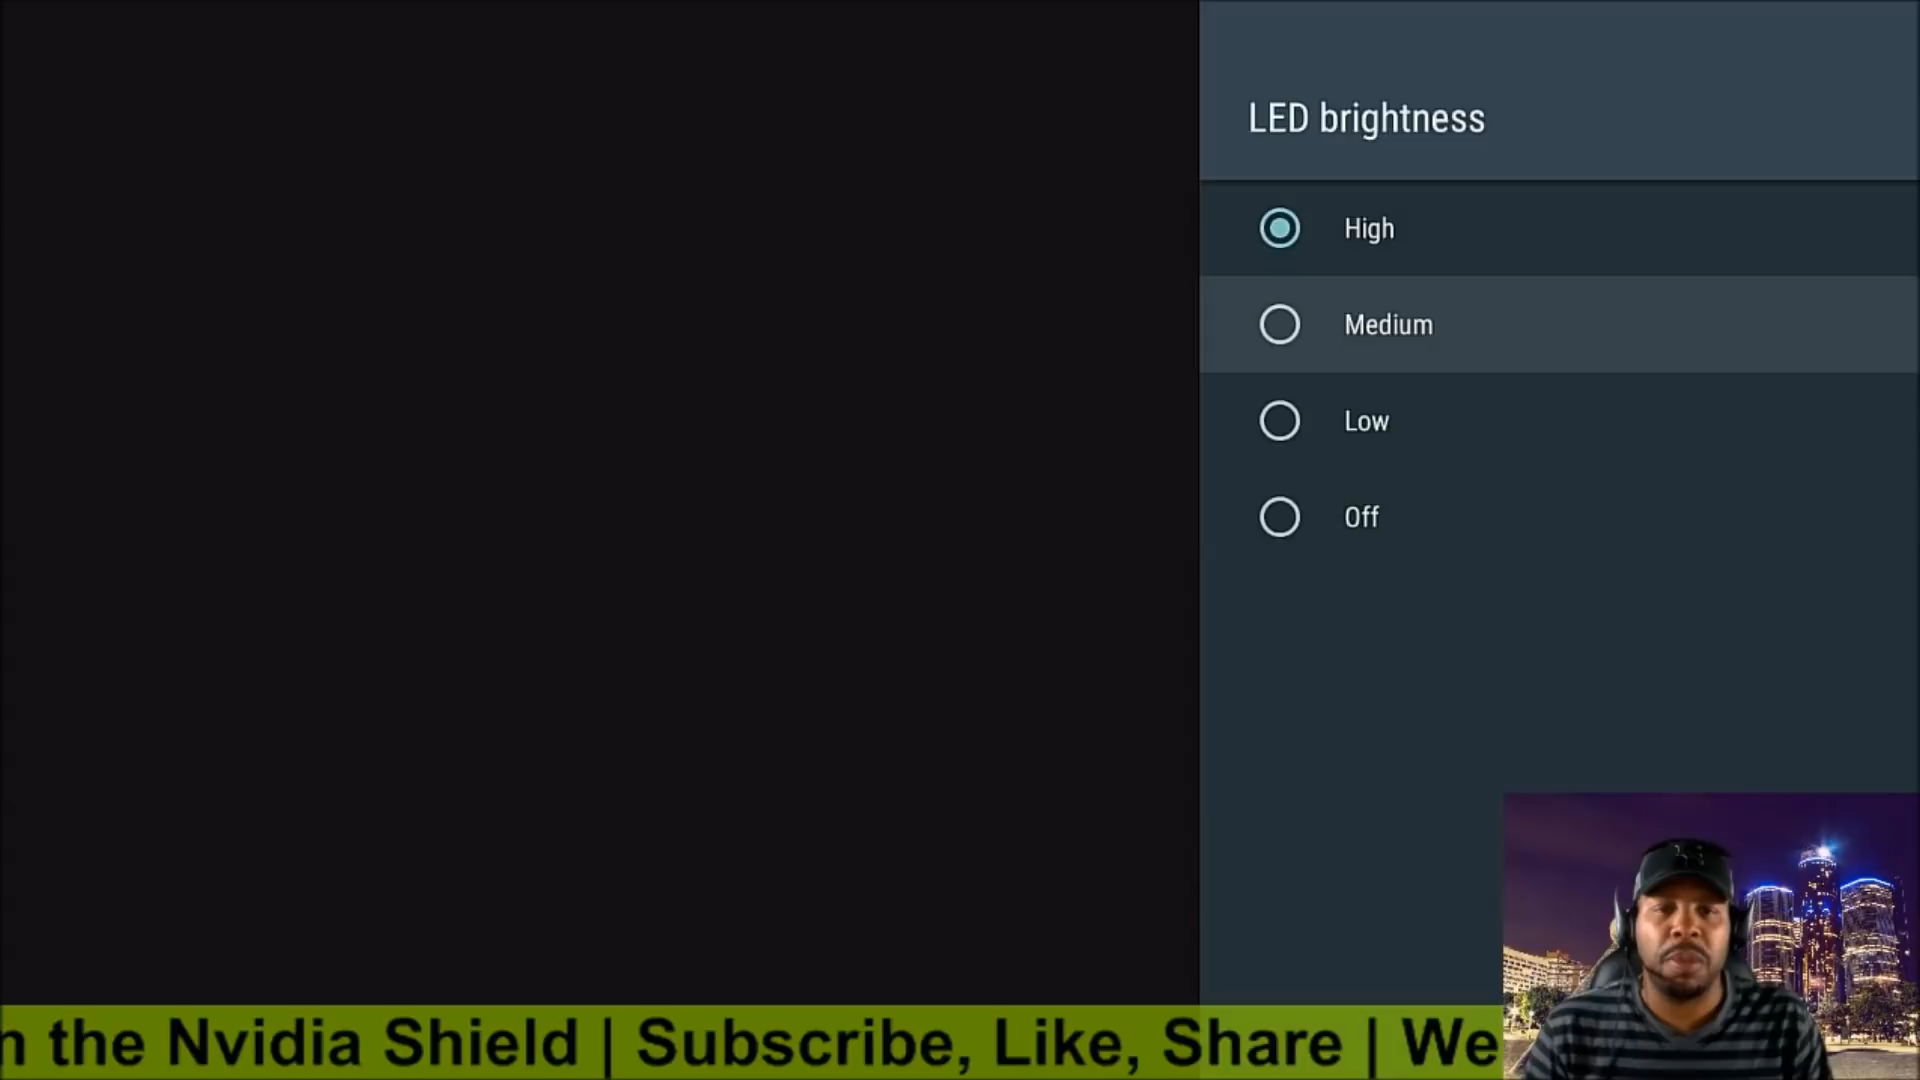 LED brightness
High
Medium
Low
Off
n the Nvidia Shield | Subscribe, Like, Share | We